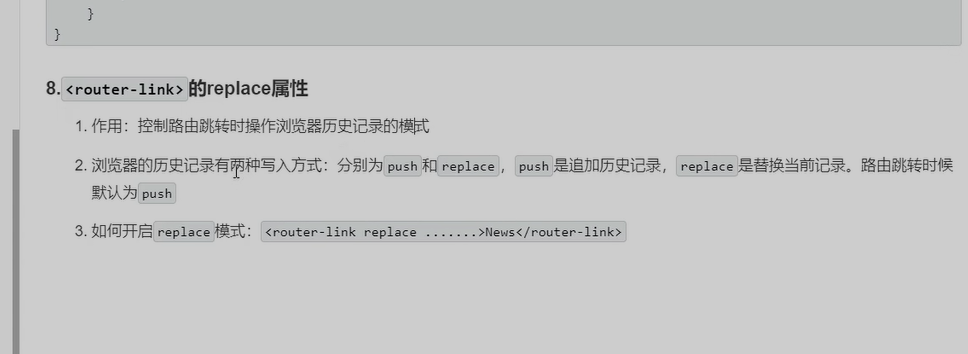 }
}
8.<router-link>的replace属性
1. 作用：控制路由跳转时操作浏览器历史记录的模式
2. 浏览器的历史记录有两种写入方式：分别为push和replace，push是追加历史记录，replace是替换当前记录。路由跳转时候
默认为push
3. 如何开启replace模式：<router-link replace .......>News</router-link>